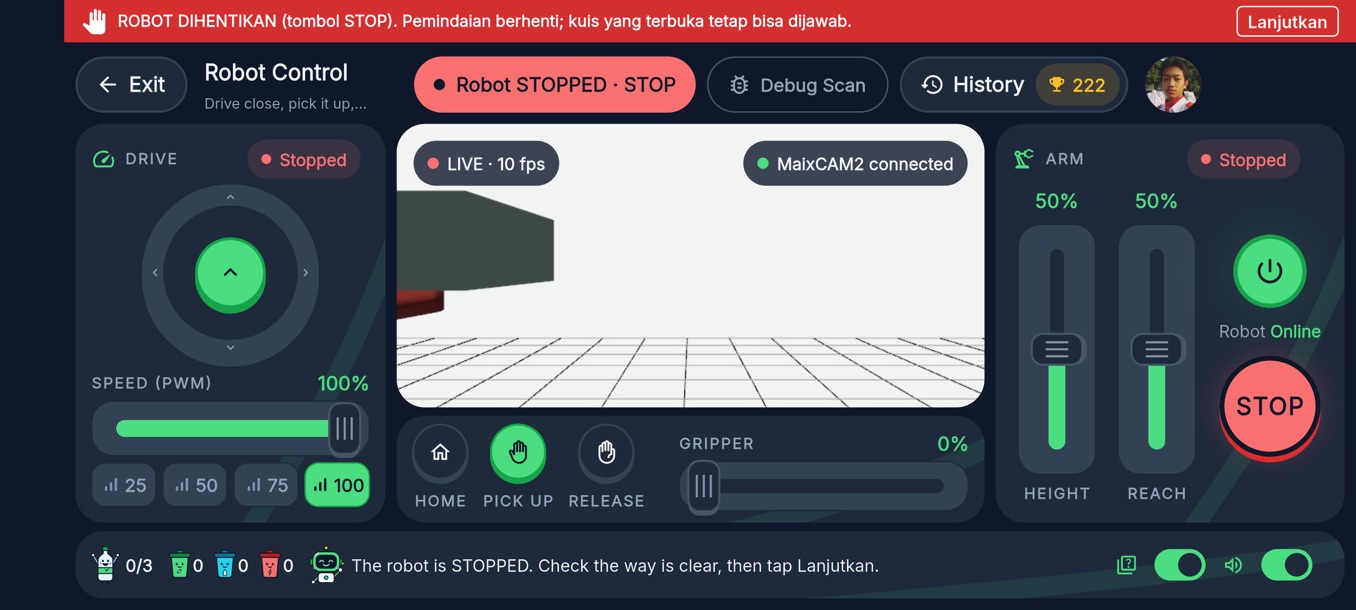 ROBOT DIHENTIKAN (tombol STOP). Pemindaian berhenti; kuis yang terbuka tetap bisa dijawab.
Lanjutkan
Exit
Robot Control
Drive close, pick it up,...
Robot STOPPED · STOP
Debug Scan
History
222
DRIVE
Stopped
SPEED (PWM)
100%
25
50
75
100
LIVE · 10 fps
MaixCAM2 connected
HOME
PICK UP
RELEASE
GRIPPER
0%
ARM
Stopped
50%
50%
HEIGHT
REACH
Robot Online
STOP
0/3
0
0
0
The robot is STOPPED. Check the way is clear, then tap Lanjutkan.